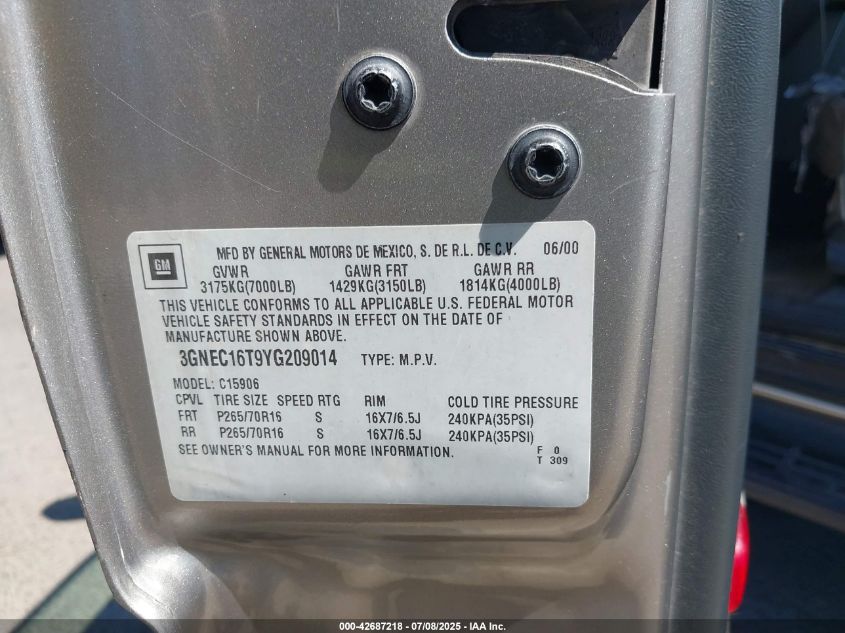 GM
MFD BY GENERAL MOTORS DE MEXICO, S. DE R.L. DE C.V. 06/00
GVWR GAWR FRT GAWR RR
3175KG(7000LB) 1429KG(3150LB) 1814KG(4000LB)
THIS VEHICLE CONFORMS TO ALL APPLICABLE U.S. FEDERAL MOTOR
VEHICLE SAFETY STANDARDS IN EFFECT ON THE DATE OF
MANUFACTURE SHOWN ABOVE.
3GNEC16T9YG209014 TYPE: M.P.V.
MODEL: C15906
CPVL TIRE SIZE SPEED RTG RIM COLD TIRE PRESSURE
FRT P265/70R16 S 16X7/6.5J 240KPA(35PSI)
RR P265/70R16 S 16X7/6.5J 240KPA(35PSI)
SEE OWNER'S MANUAL FOR MORE INFORMATION. F 0
T 309
000-42687218 - 07/08/2025 - IAA Inc.